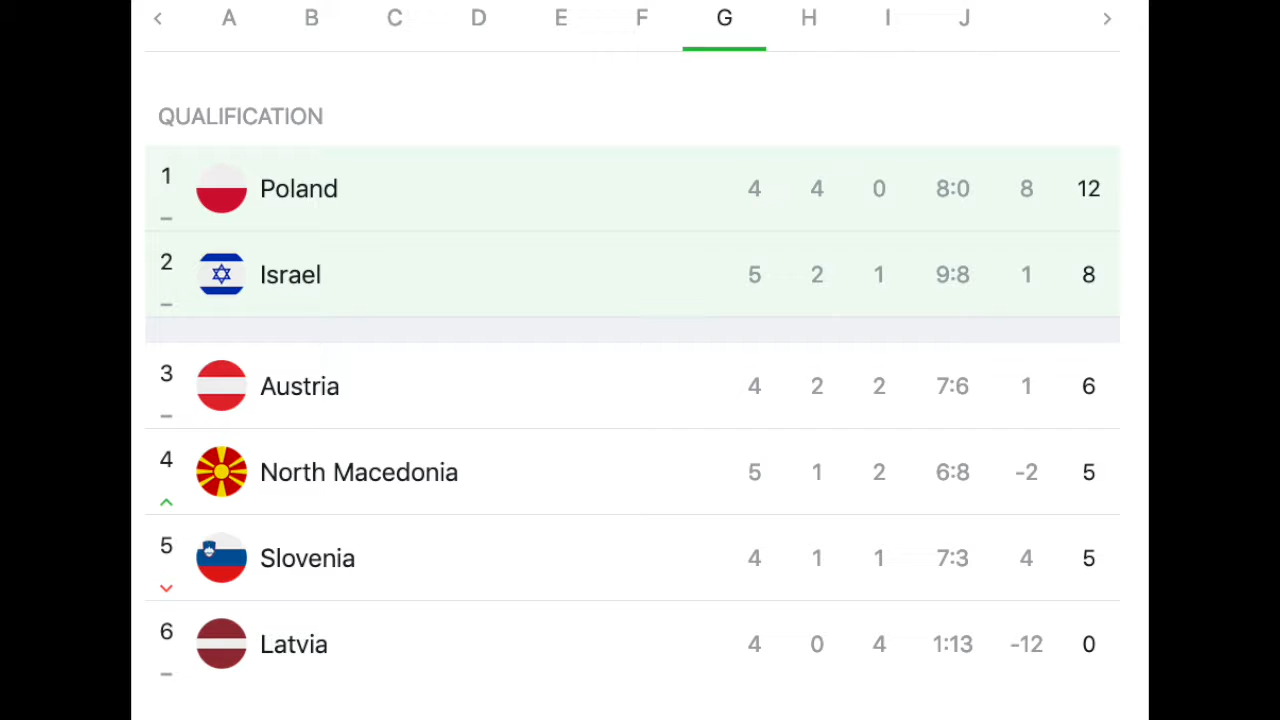 < A B C D E F G H I J >
QUALIFICATION
1 Poland 4 4 0 8:0 8 12
2 Israel 5 2 1 9:8 1 8
3 Austria 4 2 2 7:6 1 6
4 North Macedonia 5 1 2 6:8 -2 5
5 Slovenia 4 1 1 7:3 4 5
6 Latvia 4 0 4 1:13 -12 0